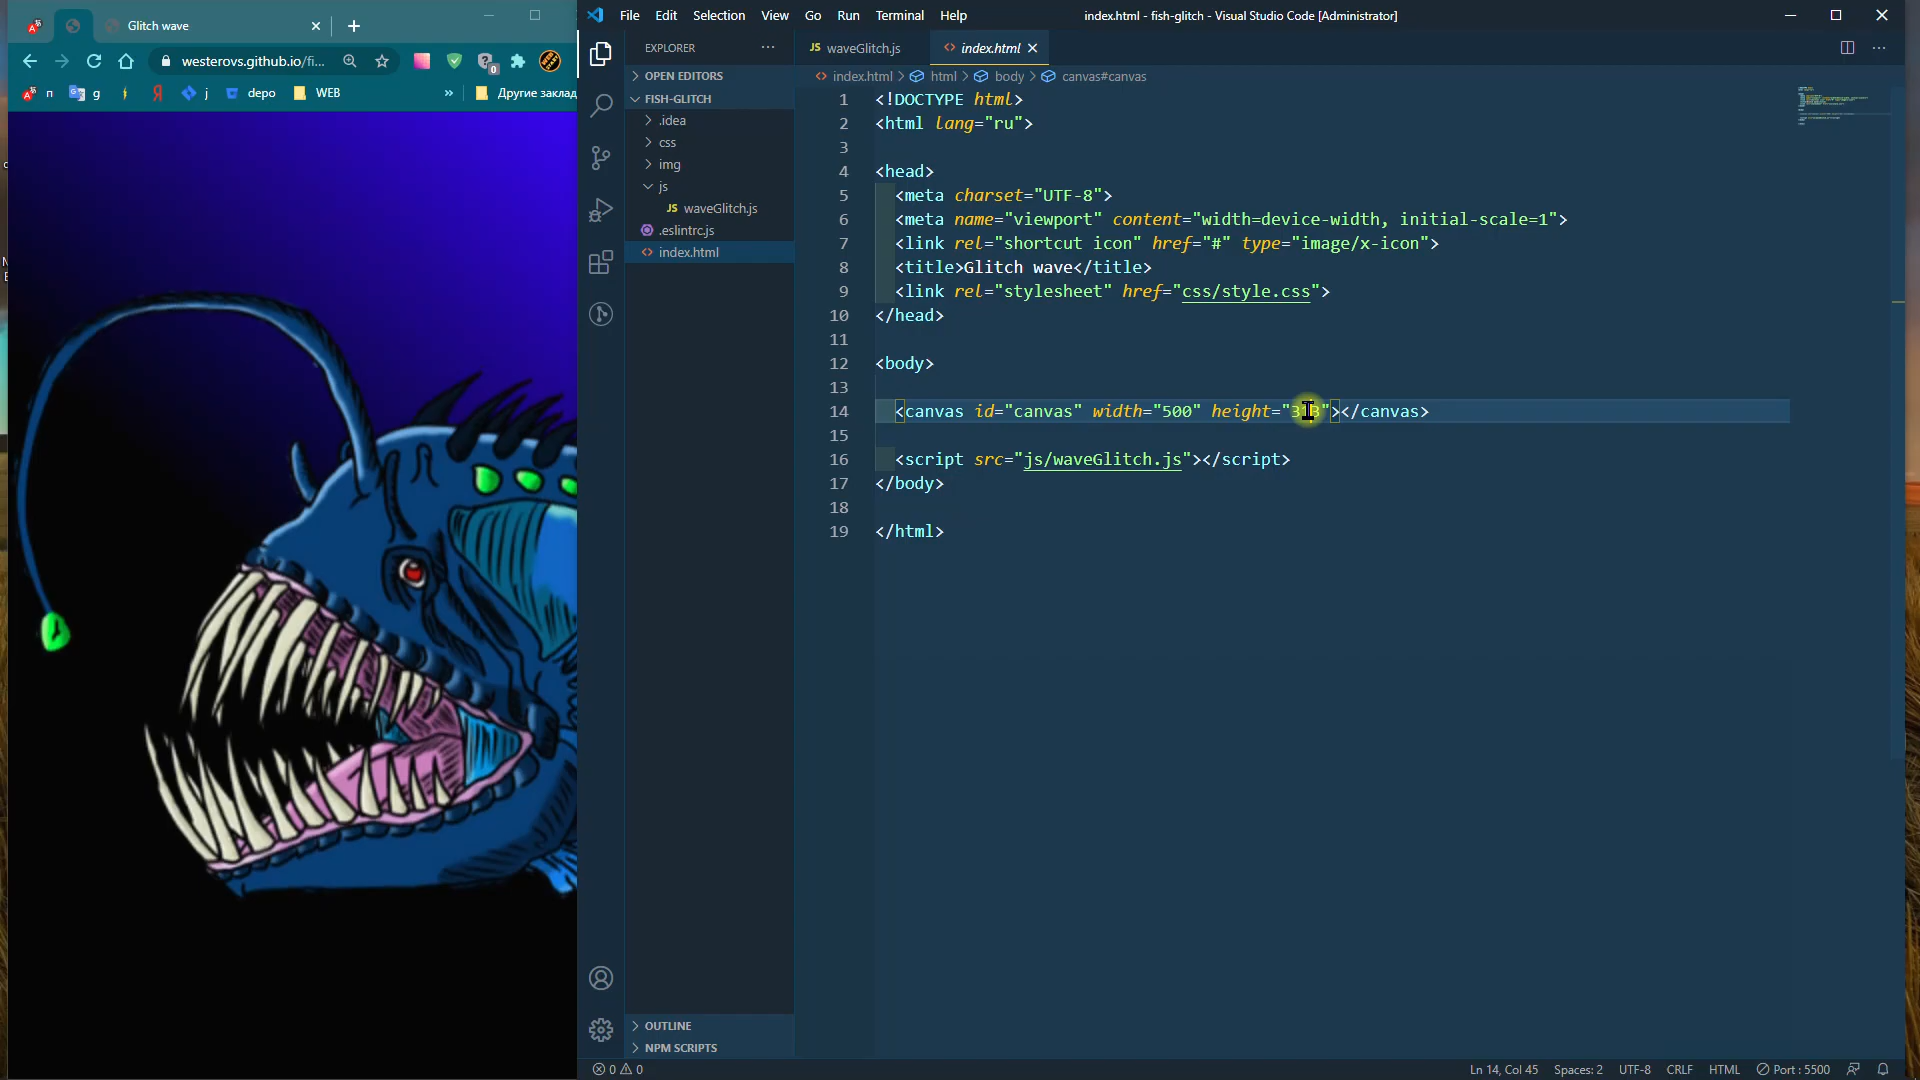 Glitch wave
westerovs.github.io/fi...
0
п
g
Я
j
depo
WEB
»
Другие заклад
File Edit Selection View Go Run Terminal Help
index.html - fish-glitch - Visual Studio Code [Administrator]
EXPLORER
OPEN EDITORS
FISH-GLITCH
.idea
css
img
js
JS waveGlitch.js
.eslintrc.js
<> index.html
OUTLINE
NPM SCRIPTS
JS waveGlitch.js
<> index.html
<> index.html > html > body > canvas#canvas
1 <!DOCTYPE html>
2 <html lang="ru">
3
4 <head>
5 <meta charset="UTF-8">
6 <meta name="viewport" content="width=device-width, initial-scale=1">
7 <link rel="shortcut icon" href="#" type="image/x-icon">
8 <title>Glitch wave</title>
9 <link rel="stylesheet" href="css/style.css">
10 </head>
11
12 <body>
13
14 <canvas id="canvas" width="500" height="313"></canvas>
15
16 <script src="js/waveGlitch.js"></script>
17 </body>
18
19 </html>
0 0
Ln 14, Col 45 Spaces: 2 UTF-8 CRLF HTML Port : 5500